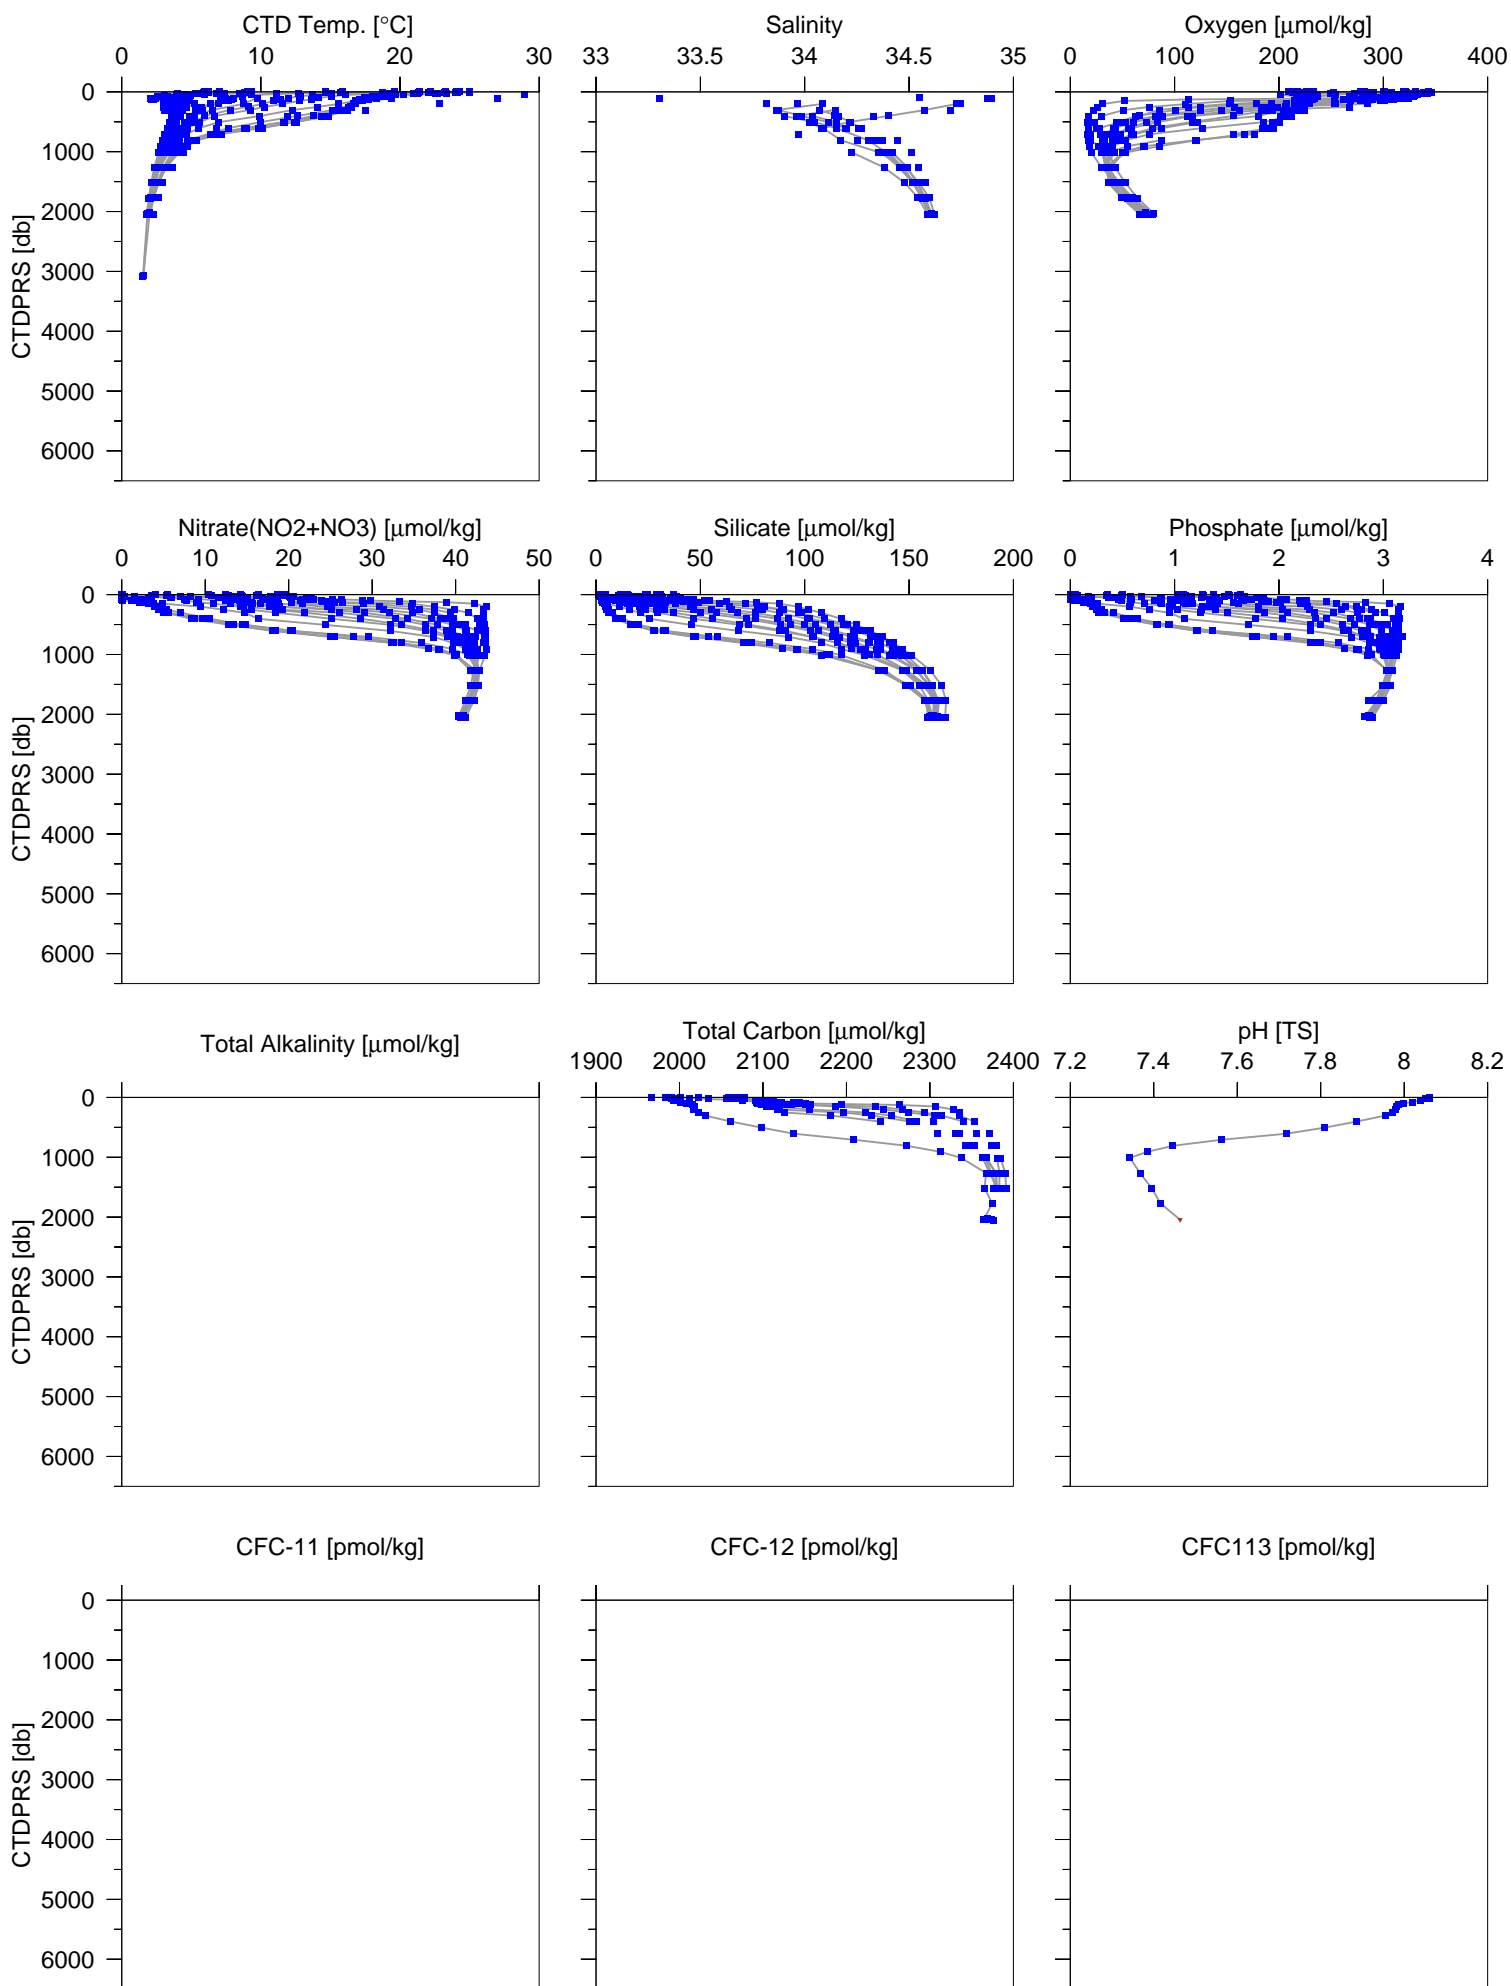 CTD Temp. [°C] Salinity Oxygen [μmol/kg]
0 10 20 30 33 33.5 34 34.5 35 0 100 200 300 400
0
1000
2000
3000
4000
5000
6000
CTDPRS [db]
Nitrate(NO2+NO3) [μmol/kg] Silicate [μmol/kg] Phosphate [μmol/kg]
0 10 20 30 40 50 0 50 100 150 200 0 1 2 3 4
0
1000
2000
3000
4000
5000
6000
CTDPRS [db]
Total Alkalinity [μmol/kg] Total Carbon [μmol/kg] pH [TS]
1900 2000 2100 2200 2300 2400 7.2 7.4 7.6 7.8 8 8.2
0
1000
2000
3000
4000
5000
6000
CTDPRS [db]
CFC-11 [pmol/kg] CFC-12 [pmol/kg] CFC113 [pmol/kg]
0
1000
2000
3000
4000
5000
6000
CTDPRS [db]